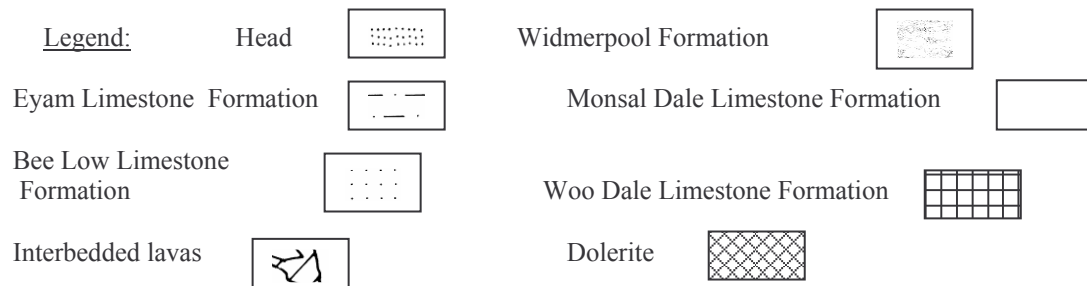 Legend: Head Widmerpool Formation
Eyam Limestone Formation Monsal Dale Limestone Formation
Bee Low Limestone
Formation Woo Dale Limestone Formation
Interbedded lavas Dolerite